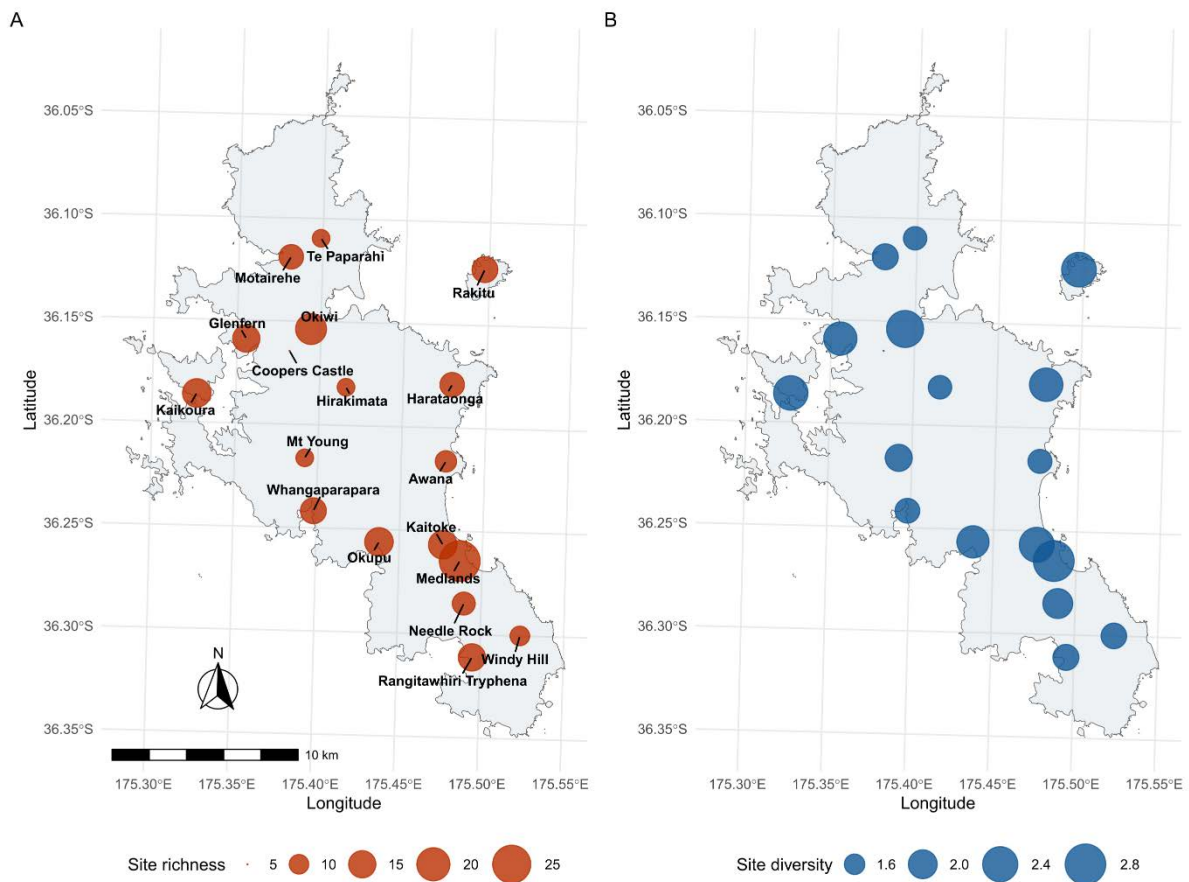 A
B
36.05°S
36.10°S
36.15°S
36.20°S
36.25°S
36.30°S
36.35°S
Latitude
Te Paparahi
Motairehe
Rakitu
Glenfern
Okiwi
Coopers Castle
Kaikoura
Hirakimata
Harataonga
Mt Young
Awana
Whangaparapara
Kaitoke
Okupu
Medlands
Needle Rock
Windy Hill
Rangitawhiri Tryphena
N
10 km
175.30°E 175.35°E 175.40°E 175.45°E 175.50°E 175.55°E
Longitude
Site richness 5 10 15 20 25
36.05°S
36.10°S
36.15°S
36.20°S
36.25°S
36.30°S
36.35°S
Latitude
175.30°E 175.35°E 175.40°E 175.45°E 175.50°E 175.55°E
Longitude
Site diversity 1.6 2.0 2.4 2.8